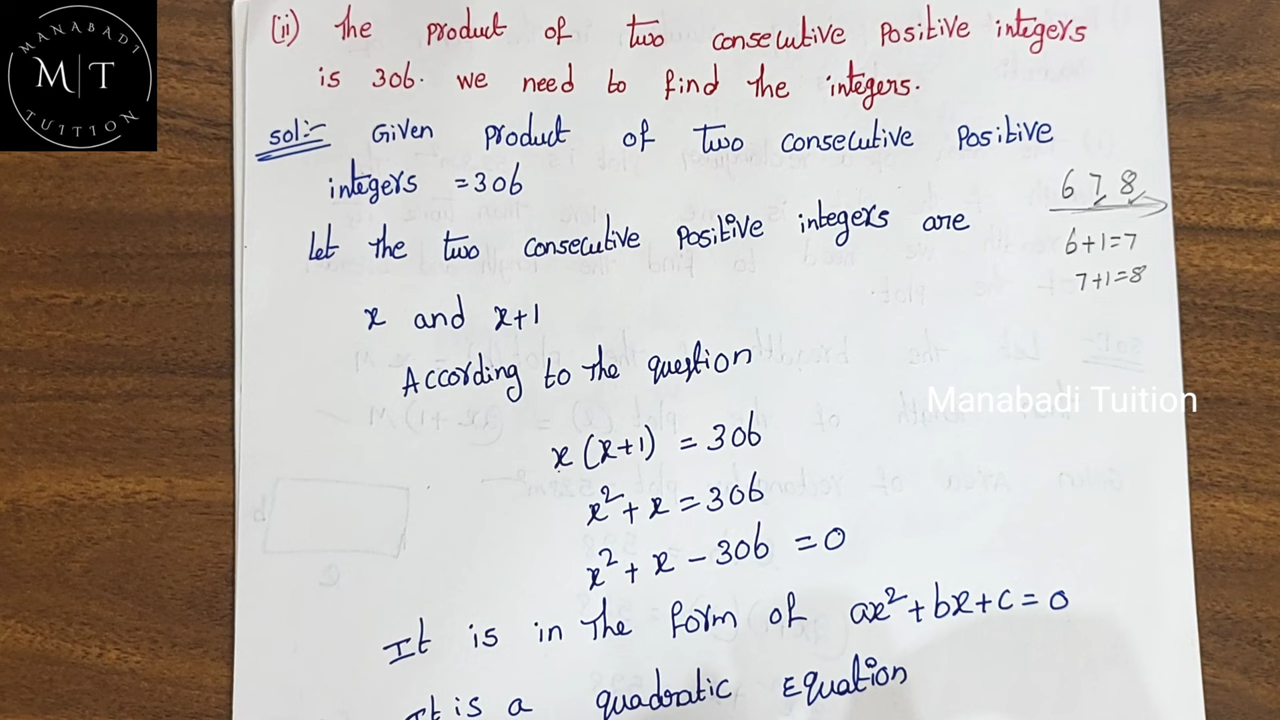 MANABADI
M|T
TUITION
(ii) the product of two consecutive Positive integers
is 306. we need to find the integers.
sol:- Given Product of two consecutive Positive
integers = 306
Let the two consecutive Positive integers are
x and x+1
According to the question
x(x+1) = 306
x²+x = 306
x²+x-306 = 0
It is in the form of ax²+bx+c=0
It is a quadratic Equation
6 7 8
6+1=7
7+1=8
Manabadi Tuition